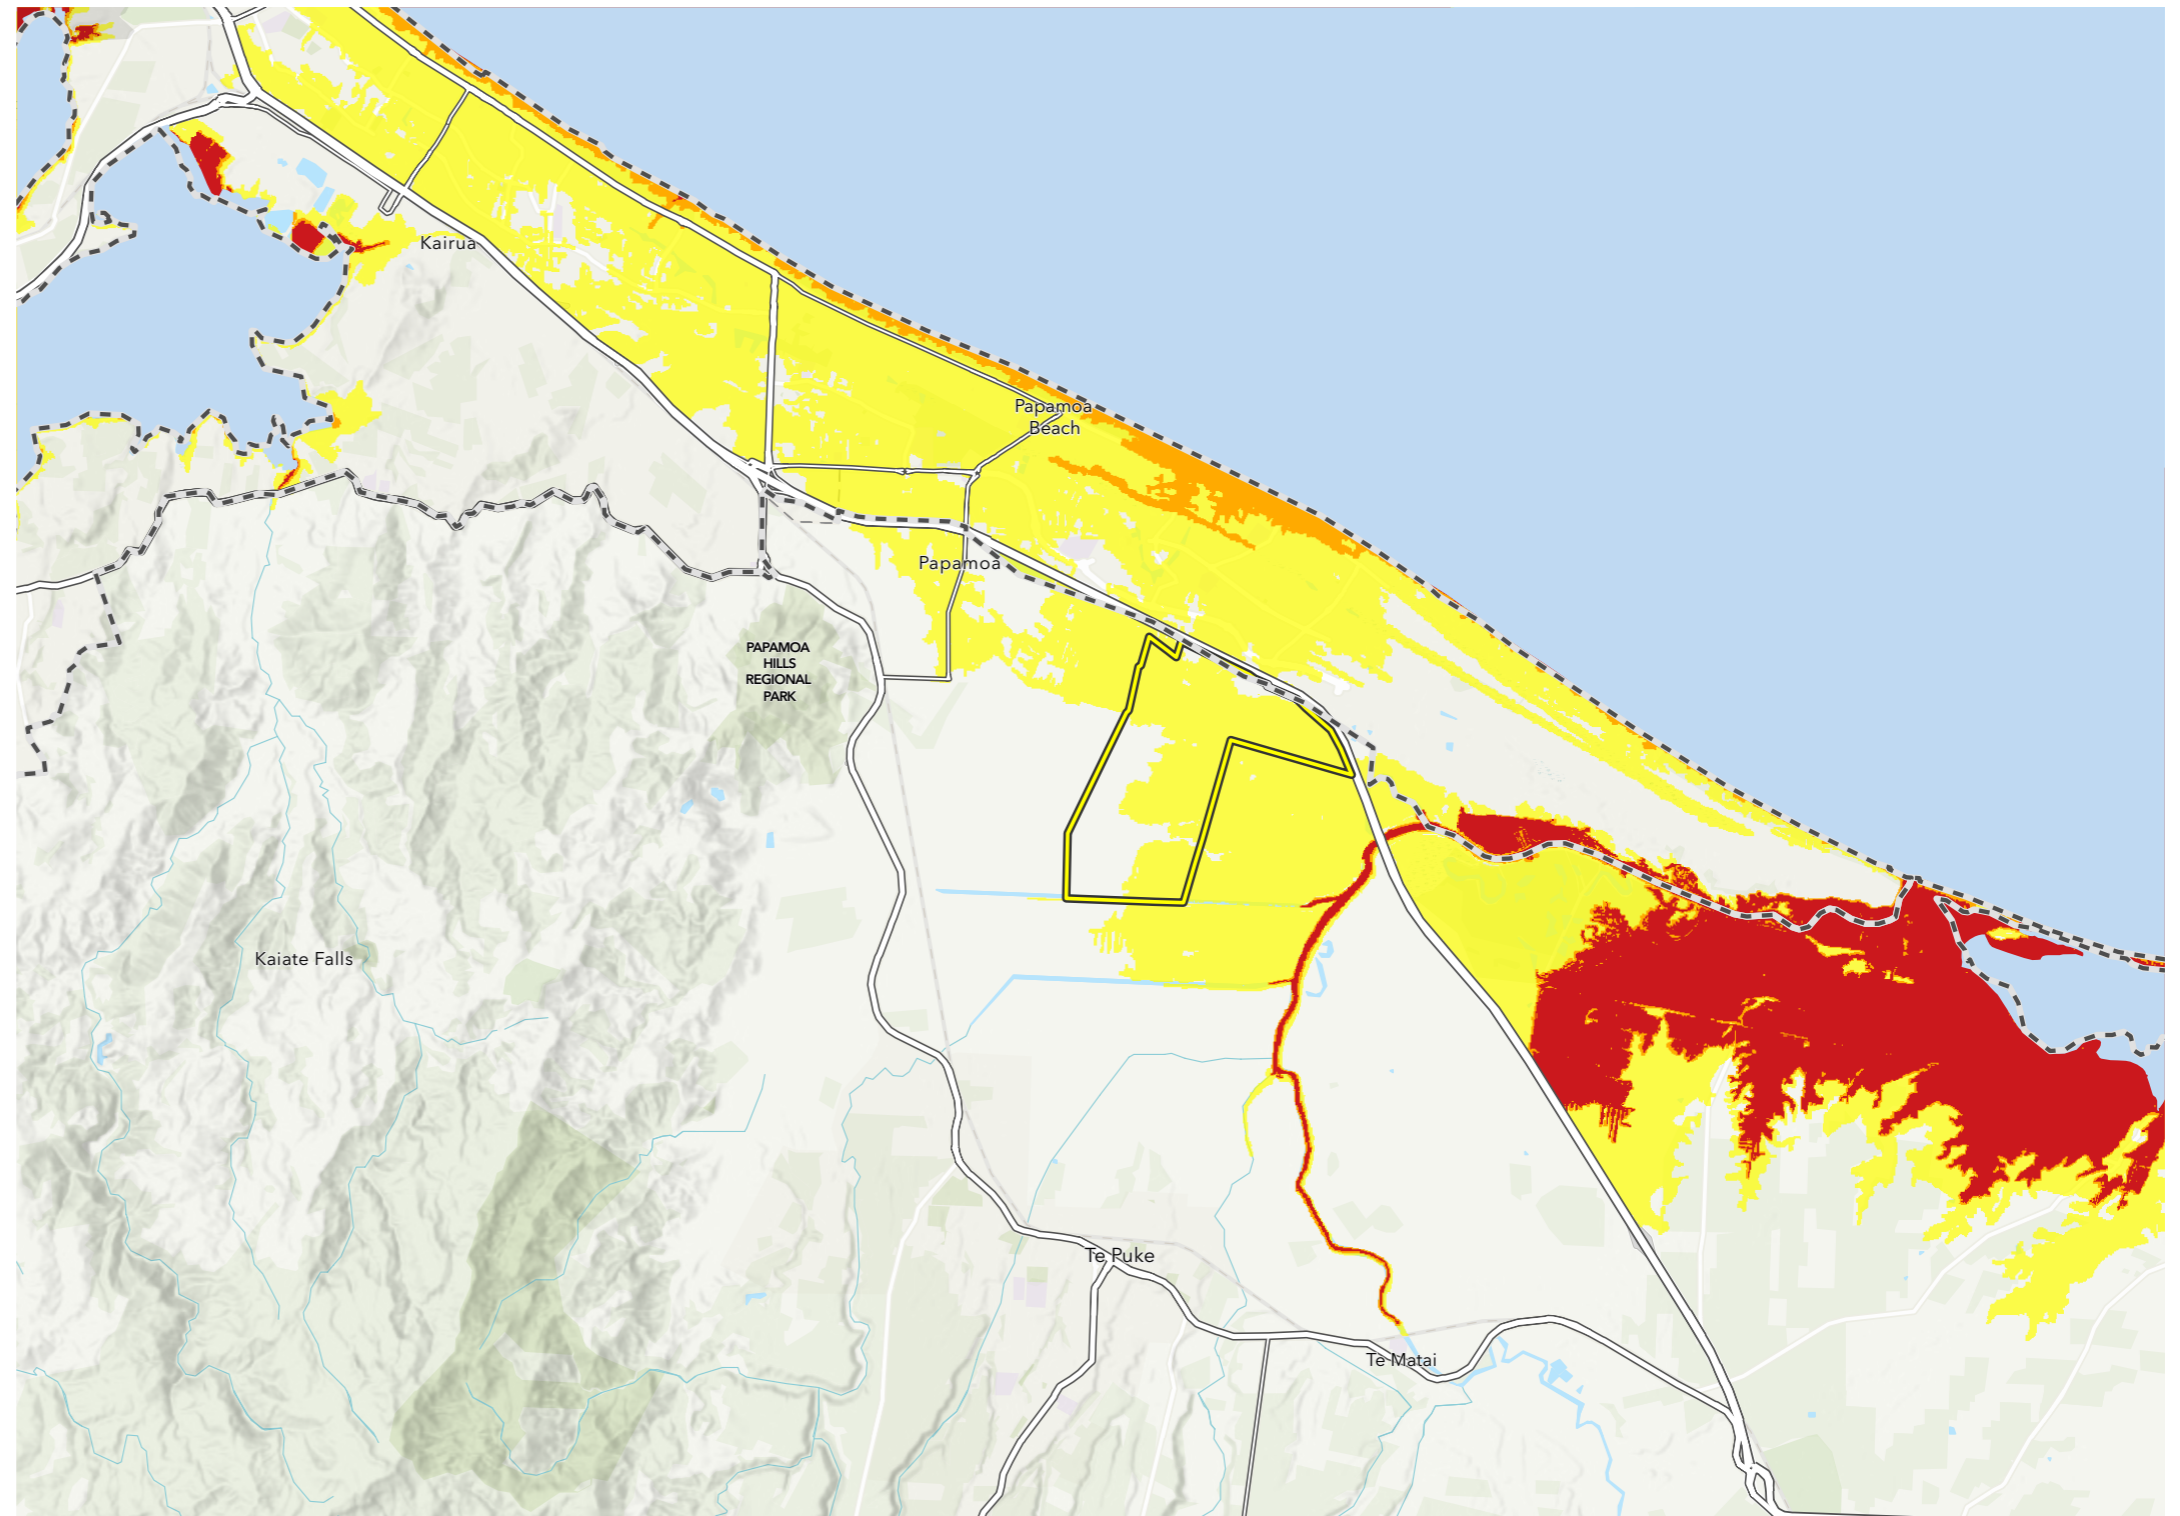 Kairua
Papamoa
Beach
Papamoa
PAPAMOA
HILLS
REGIONAL
PARK
Kaiate Falls
Te Puke
Te Matai